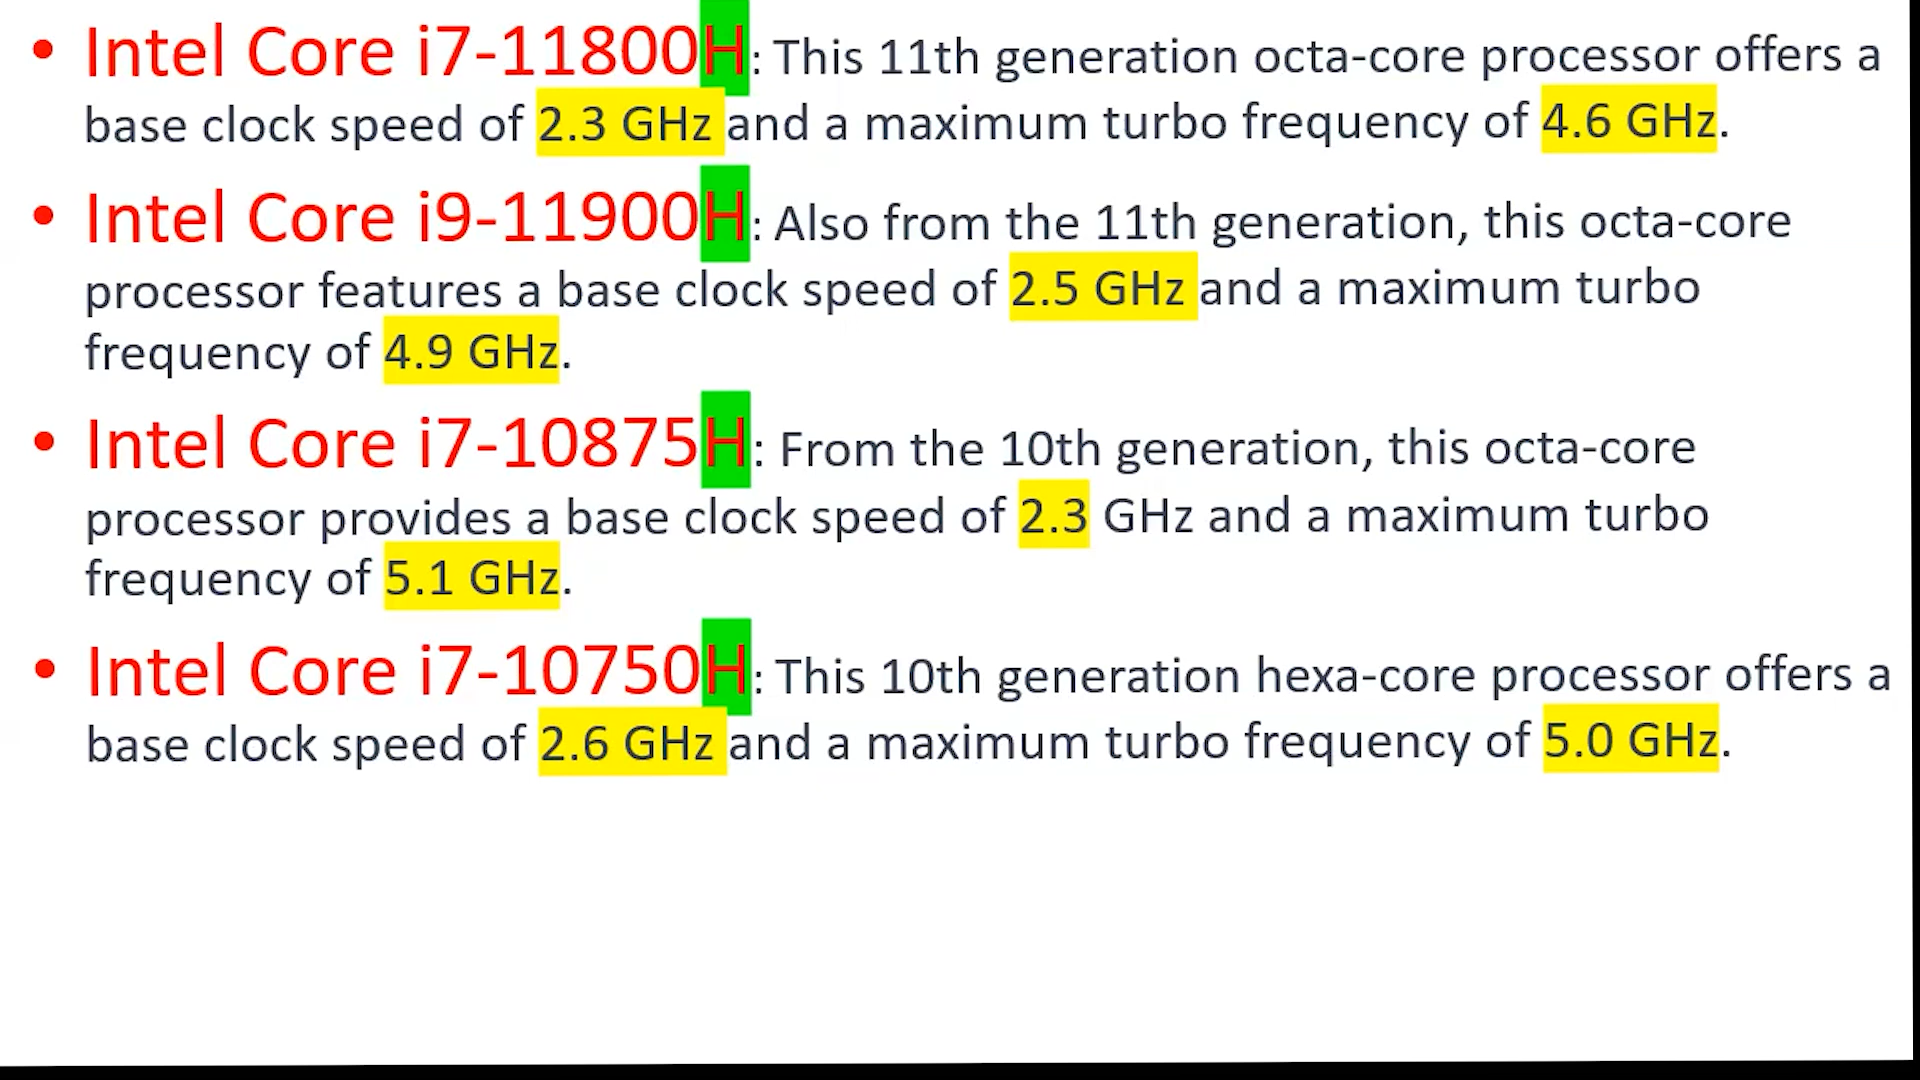 • Intel Core i7-11800H: This 11th generation octa-core processor offers a
base clock speed of 2.3 GHz and a maximum turbo frequency of 4.6 GHz.
• Intel Core i9-11900H: Also from the 11th generation, this octa-core
processor features a base clock speed of 2.5 GHz and a maximum turbo
frequency of 4.9 GHz.
• Intel Core i7-10875H: From the 10th generation, this octa-core
processor provides a base clock speed of 2.3 GHz and a maximum turbo
frequency of 5.1 GHz.
• Intel Core i7-10750H: This 10th generation hexa-core processor offers a
base clock speed of 2.6 GHz and a maximum turbo frequency of 5.0 GHz.